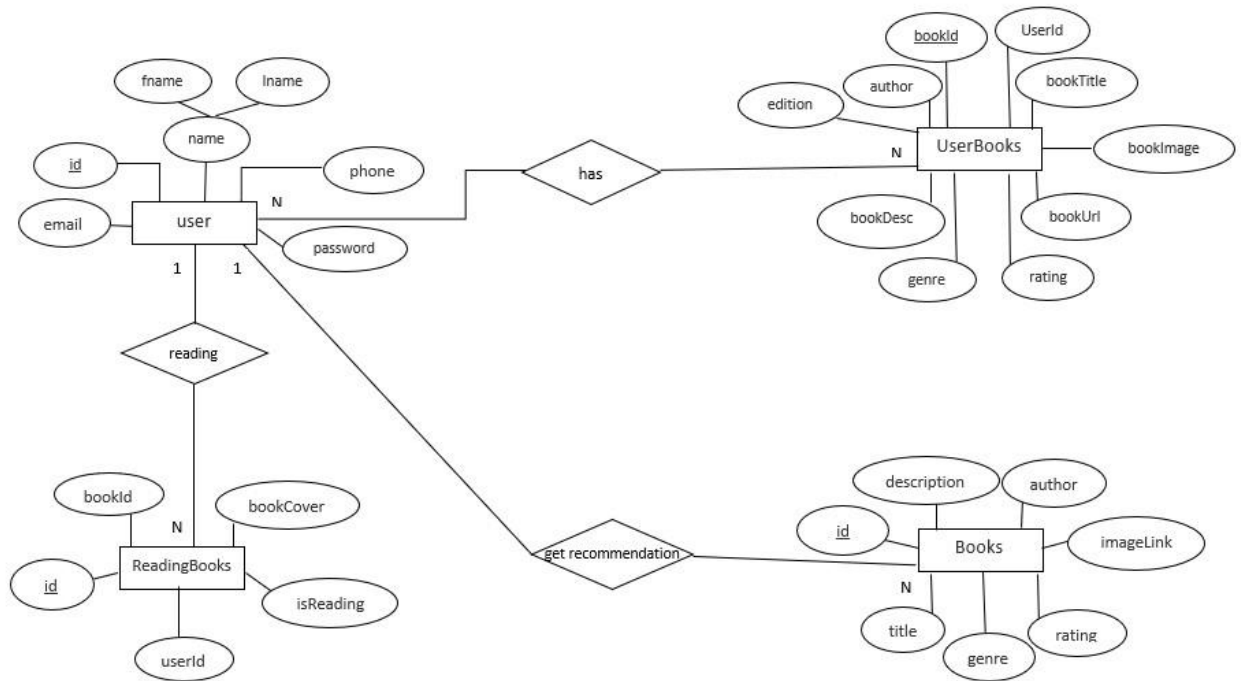 bookId
UserId
fname
lname
author
bookTitle
edition
name
UserBooks
bookImage
id
phone
N
has
N
user
email
password
bookDesc
bookUrl
1
1
genre
rating
reading
description
author
bookId
bookCover
id
get recommendation
Books
imageLink
N
ReadingBooks
id
isReading
N
title
rating
genre
userId